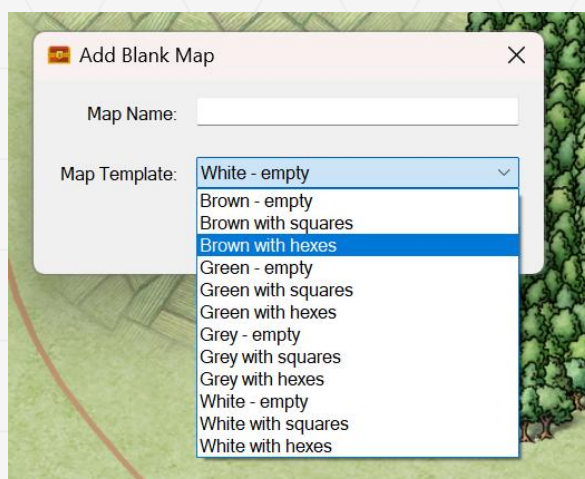 Add Blank Map
Map Name:
Map Template: White - empty
Brown - empty
Brown with squares
Brown with hexes
Green - empty
Green with squares
Green with hexes
Grey - empty
Grey with squares
Grey with hexes
White - empty
White with squares
White with hexes